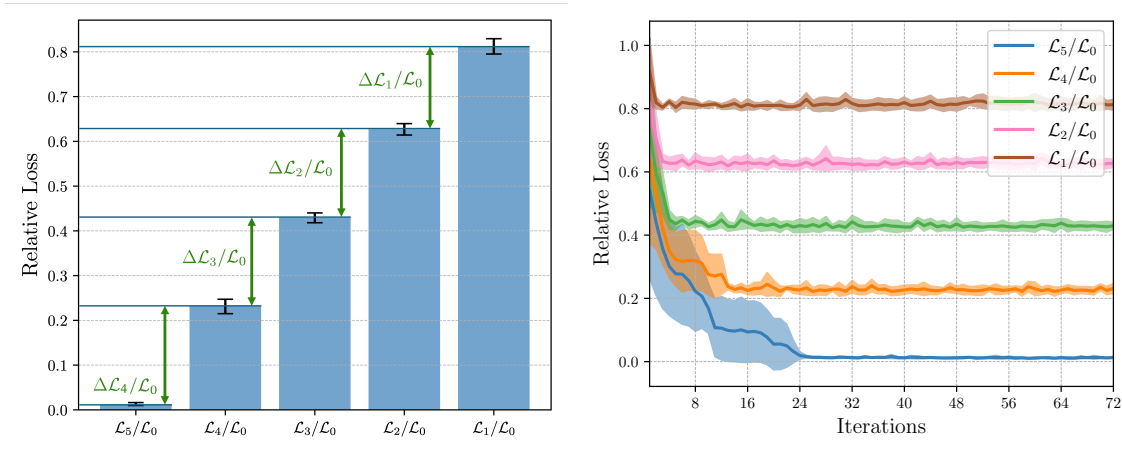 Relative Loss
0.8
0.7
0.6
0.5
0.4
0.3
0.2
0.1
0.0
Δℒ₁/ℒ₀
Δℒ₂/ℒ₀
Δℒ₃/ℒ₀
Δℒ₄/ℒ₀
ℒ₅/ℒ₀ ℒ₄/ℒ₀ ℒ₃/ℒ₀ ℒ₂/ℒ₀ ℒ₁/ℒ₀
Relative Loss
1.0
0.8
0.6
0.4
0.2
0.0
ℒ₅/ℒ₀
ℒ₄/ℒ₀
ℒ₃/ℒ₀
ℒ₂/ℒ₀
ℒ₁/ℒ₀
8 16 24 32 40 48 56 64 72
Iterations